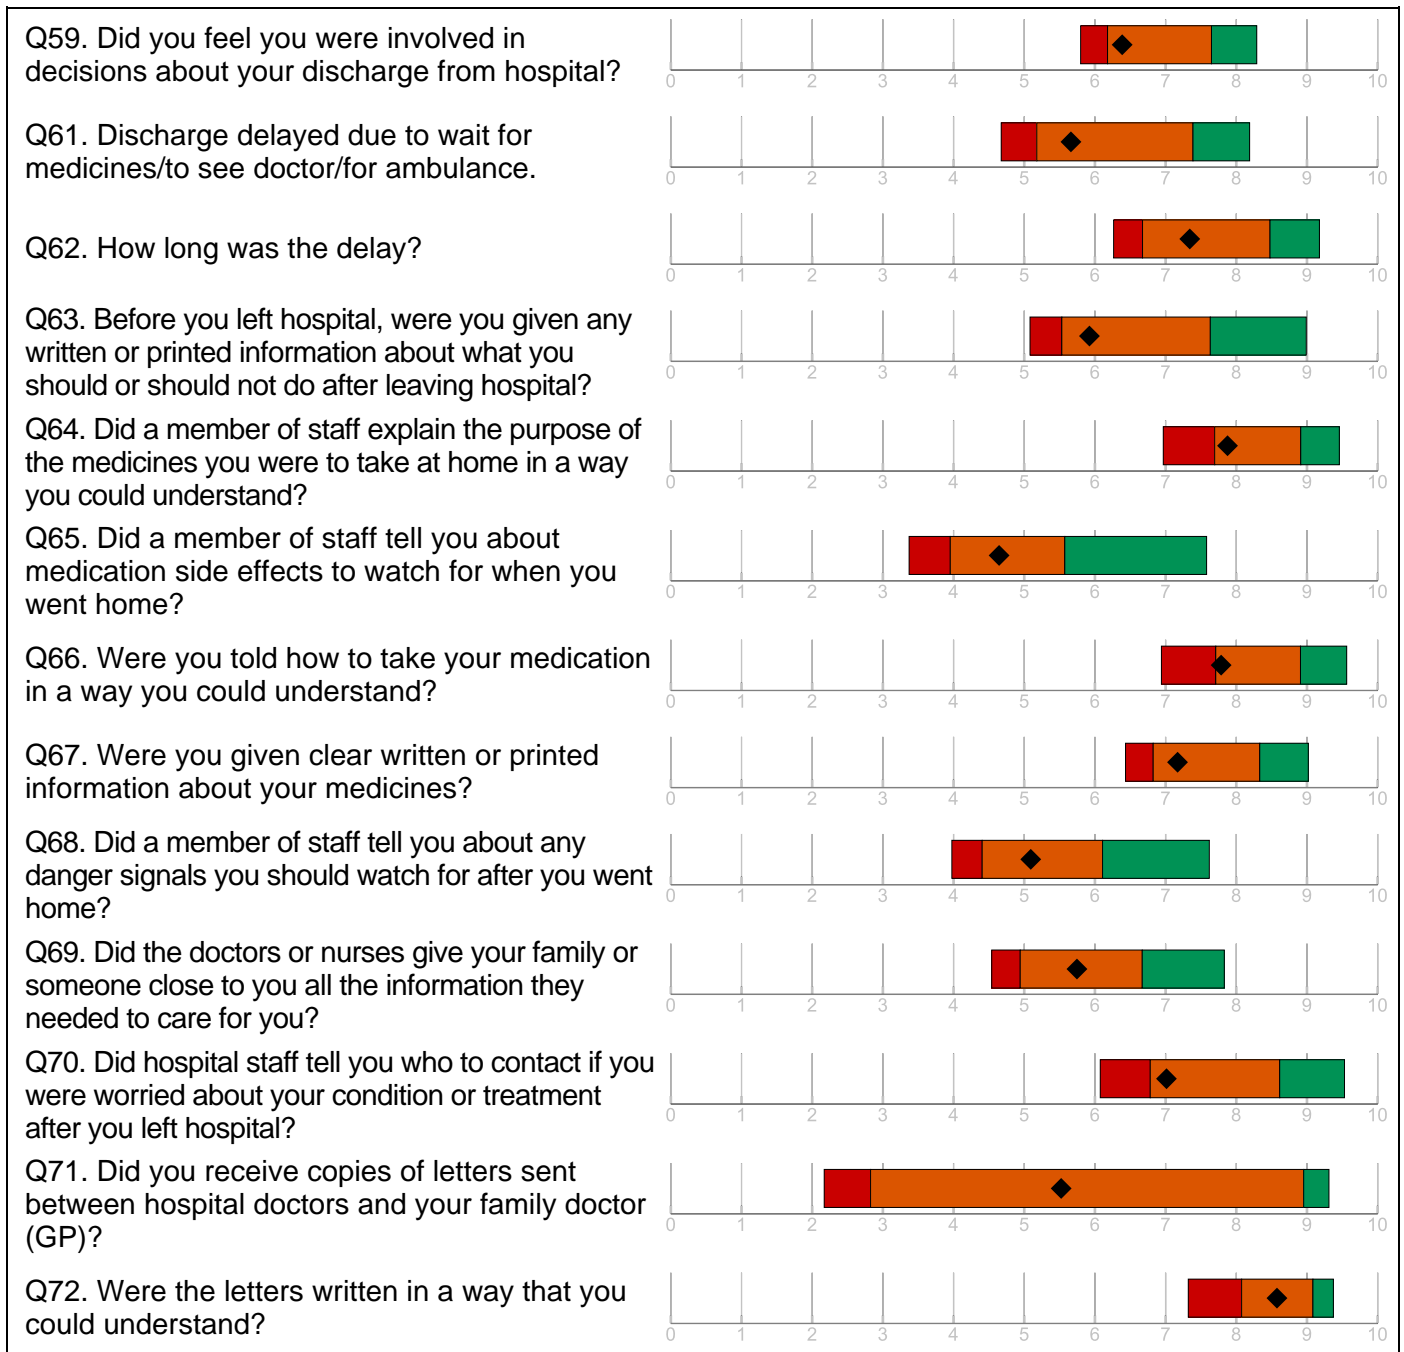 Q59. Did you feel you were involved in
decisions about your discharge from hospital?
0 1 2 3 4 5 6 7 8 9 10
Q61. Discharge delayed due to wait for
medicines/to see doctor/for ambulance.
0 1 2 3 4 5 6 7 8 9 10
Q62. How long was the delay?
0 1 2 3 4 5 6 7 8 9 10
Q63. Before you left hospital, were you given any
written or printed information about what you
should or should not do after leaving hospital?
0 1 2 3 4 5 6 7 8 9 10
Q64. Did a member of staff explain the purpose of
the medicines you were to take at home in a way
you could understand?
0 1 2 3 4 5 6 7 8 9 10
Q65. Did a member of staff tell you about
medication side effects to watch for when you
went home?
0 1 2 3 4 5 6 7 8 9 10
Q66. Were you told how to take your medication
in a way you could understand?
0 1 2 3 4 5 6 7 8 9 10
Q67. Were you given clear written or printed
information about your medicines?
0 1 2 3 4 5 6 7 8 9 10
Q68. Did a member of staff tell you about any
danger signals you should watch for after you went
home?
0 1 2 3 4 5 6 7 8 9 10
Q69. Did the doctors or nurses give your family or
someone close to you all the information they
needed to care for you?
0 1 2 3 4 5 6 7 8 9 10
Q70. Did hospital staff tell you who to contact if you
were worried about your condition or treatment
after you left hospital?
0 1 2 3 4 5 6 7 8 9 10
Q71. Did you receive copies of letters sent
between hospital doctors and your family doctor
(GP)?
0 1 2 3 4 5 6 7 8 9 10
Q72. Were the letters written in a way that you
could understand?
0 1 2 3 4 5 6 7 8 9 10